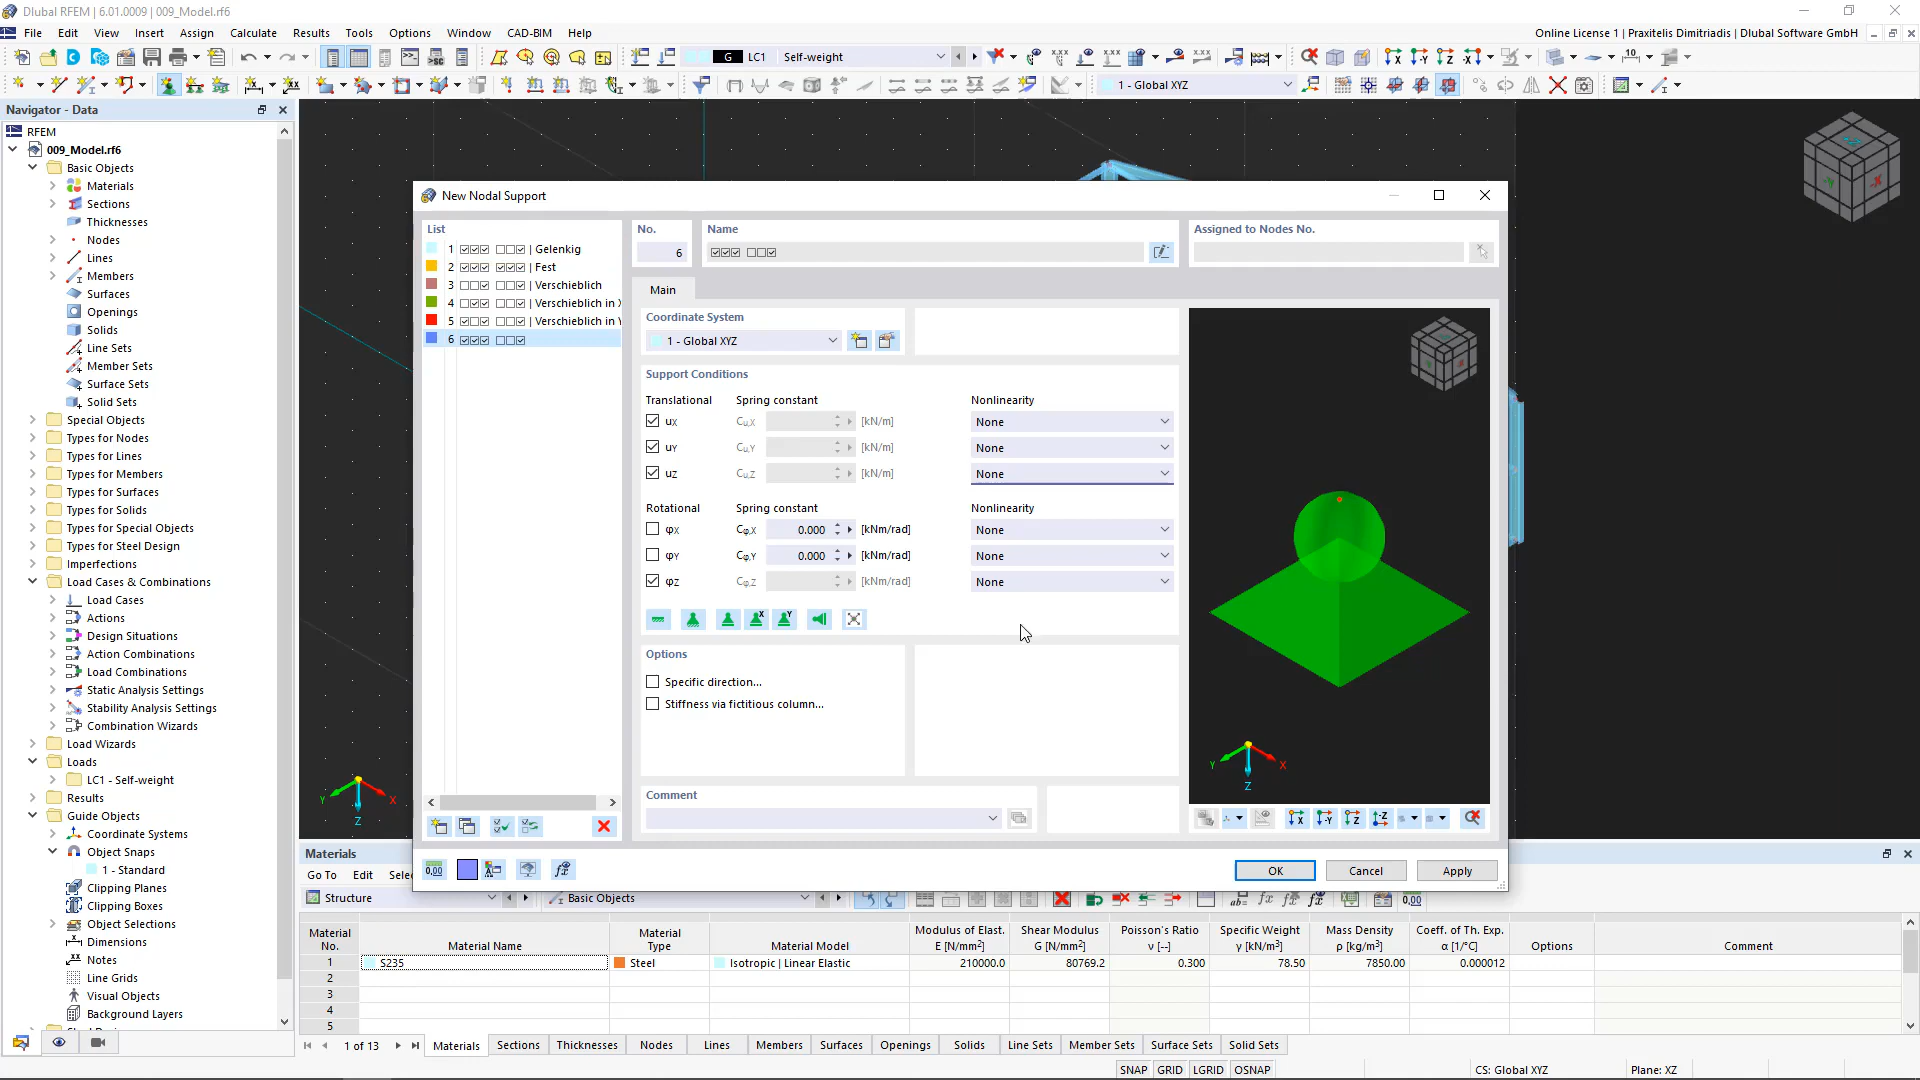 Dlubal RFEM | 6.01.0009 | 009_Model.rf6
File Edit View Insert Assign Calculate Results Tools Options Window CAD-BIM Help
Online License 1 | Praxitelis Dimitriadis | Dlubal Software GmbH
G LC1 Self-weight
1 - Global XYZ
Navigator - Data
RFEM
009_Model.rf6
Basic Objects
Materials
Sections
Thicknesses
Nodes
Lines
Members
Surfaces
Openings
Solids
Line Sets
Member Sets
Surface Sets
Solid Sets
Special Objects
Types for Nodes
Types for Lines
Types for Members
Types for Surfaces
Types for Solids
Types for Special Objects
Types for Steel Design
Imperfections
Load Cases & Combinations
Load Cases
Actions
Design Situations
Action Combinations
Load Combinations
Static Analysis Settings
Stability Analysis Settings
Combination Wizards
Load Wizards
Loads
LC1 - Self-weight
Results
Guide Objects
Coordinate Systems
Object Snaps
1 - Standard
Clipping Planes
Clipping Boxes
Object Selections
Dimensions
Notes
Line Grids
Visual Objects
Background Layers
New Nodal Support
List
1 ☑☑☑ ☐☐☑ | Gelenkig
2 ☑☑☑ ☑☑☑ | Fest
3 ☐☐☑ ☐☐☑ | Verschieblich
4 ☐☑☑ ☐☐☑ | Verschieblich in X
5 ☑☐☑ ☐☐☑ | Verschieblich in Y
6 ☑☑☑ ☐☐☑
No.
6
Name
☑☑☑ ☐☐☑
Assigned to Nodes No.
Main
Coordinate System
1 - Global XYZ
Support Conditions
Translational Spring constant Nonlinearity
uX Cu,X [kN/m] None
uY Cu,Y [kN/m] None
uZ Cu,Z [kN/m] None
Rotational Spring constant Nonlinearity
φX Cφ,X 0.000 [kNm/rad] None
φY Cφ,Y 0.000 [kNm/rad] None
φZ Cφ,Z [kNm/rad] None
Options
Specific direction...
Stiffness via fictitious column...
Comment
X Y Z
OK Cancel Apply
Y X Z
Materials
Go To Edit Selec
Structure Basic Objects
Material No. Material Name Material Type Material Model Modulus of Elast. E [N/mm²] Shear Modulus G [N/mm²] Poisson's Ratio ν [--] Specific Weight γ [kN/m³] Mass Density ρ [kg/m³] Coeff. of Th. Exp. α [1/°C] Options Comment
1 S235 Steel Isotropic | Linear Elastic 210000.0 80769.2 0.300 78.50 7850.00 0.000012
2
3
4
5
1 of 13 Materials Sections Thicknesses Nodes Lines Members Surfaces Openings Solids Line Sets Member Sets Surface Sets Solid Sets
SNAP GRID LGRID OSNAP CS: Global XYZ Plane: XZ